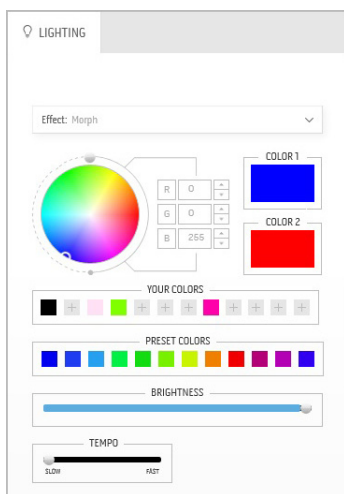 LIGHTING
Effect: Morph
COLOR 1
R 0
G 0
B 255
COLOR 2
YOUR COLORS
PRESET COLORS
BRIGHTNESS
TEMPO
SLOW FAST